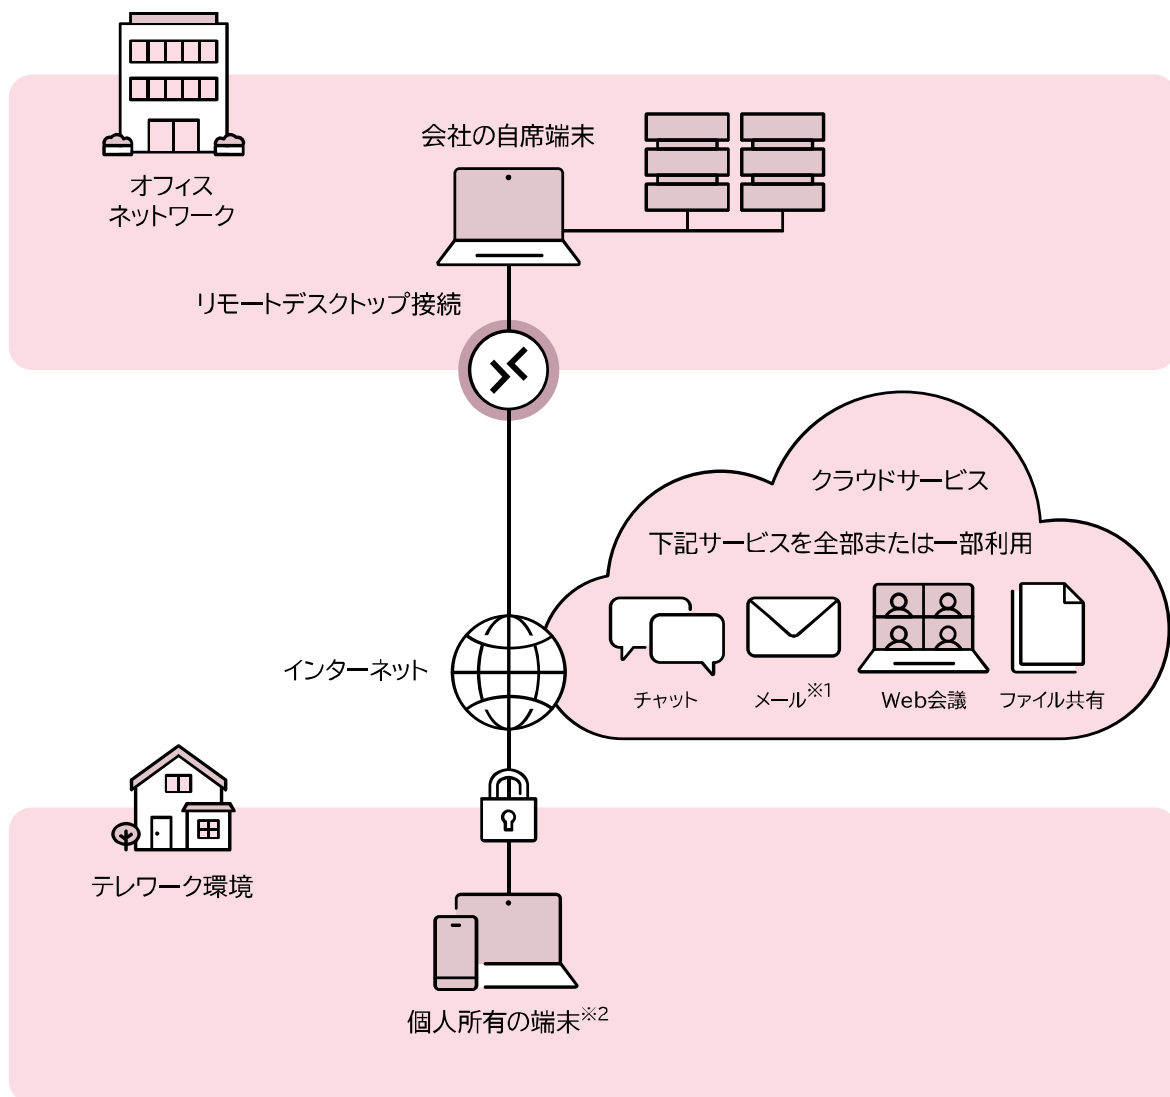 会社の自席端末
オフィス
ネットワーク
リモートデスクトップ接続
クラウドサービス
下記サービスを全部または一部利用
インターネット
チャット
メール※1
Web会議
ファイル共有
テレワーク環境
個人所有の端末※2